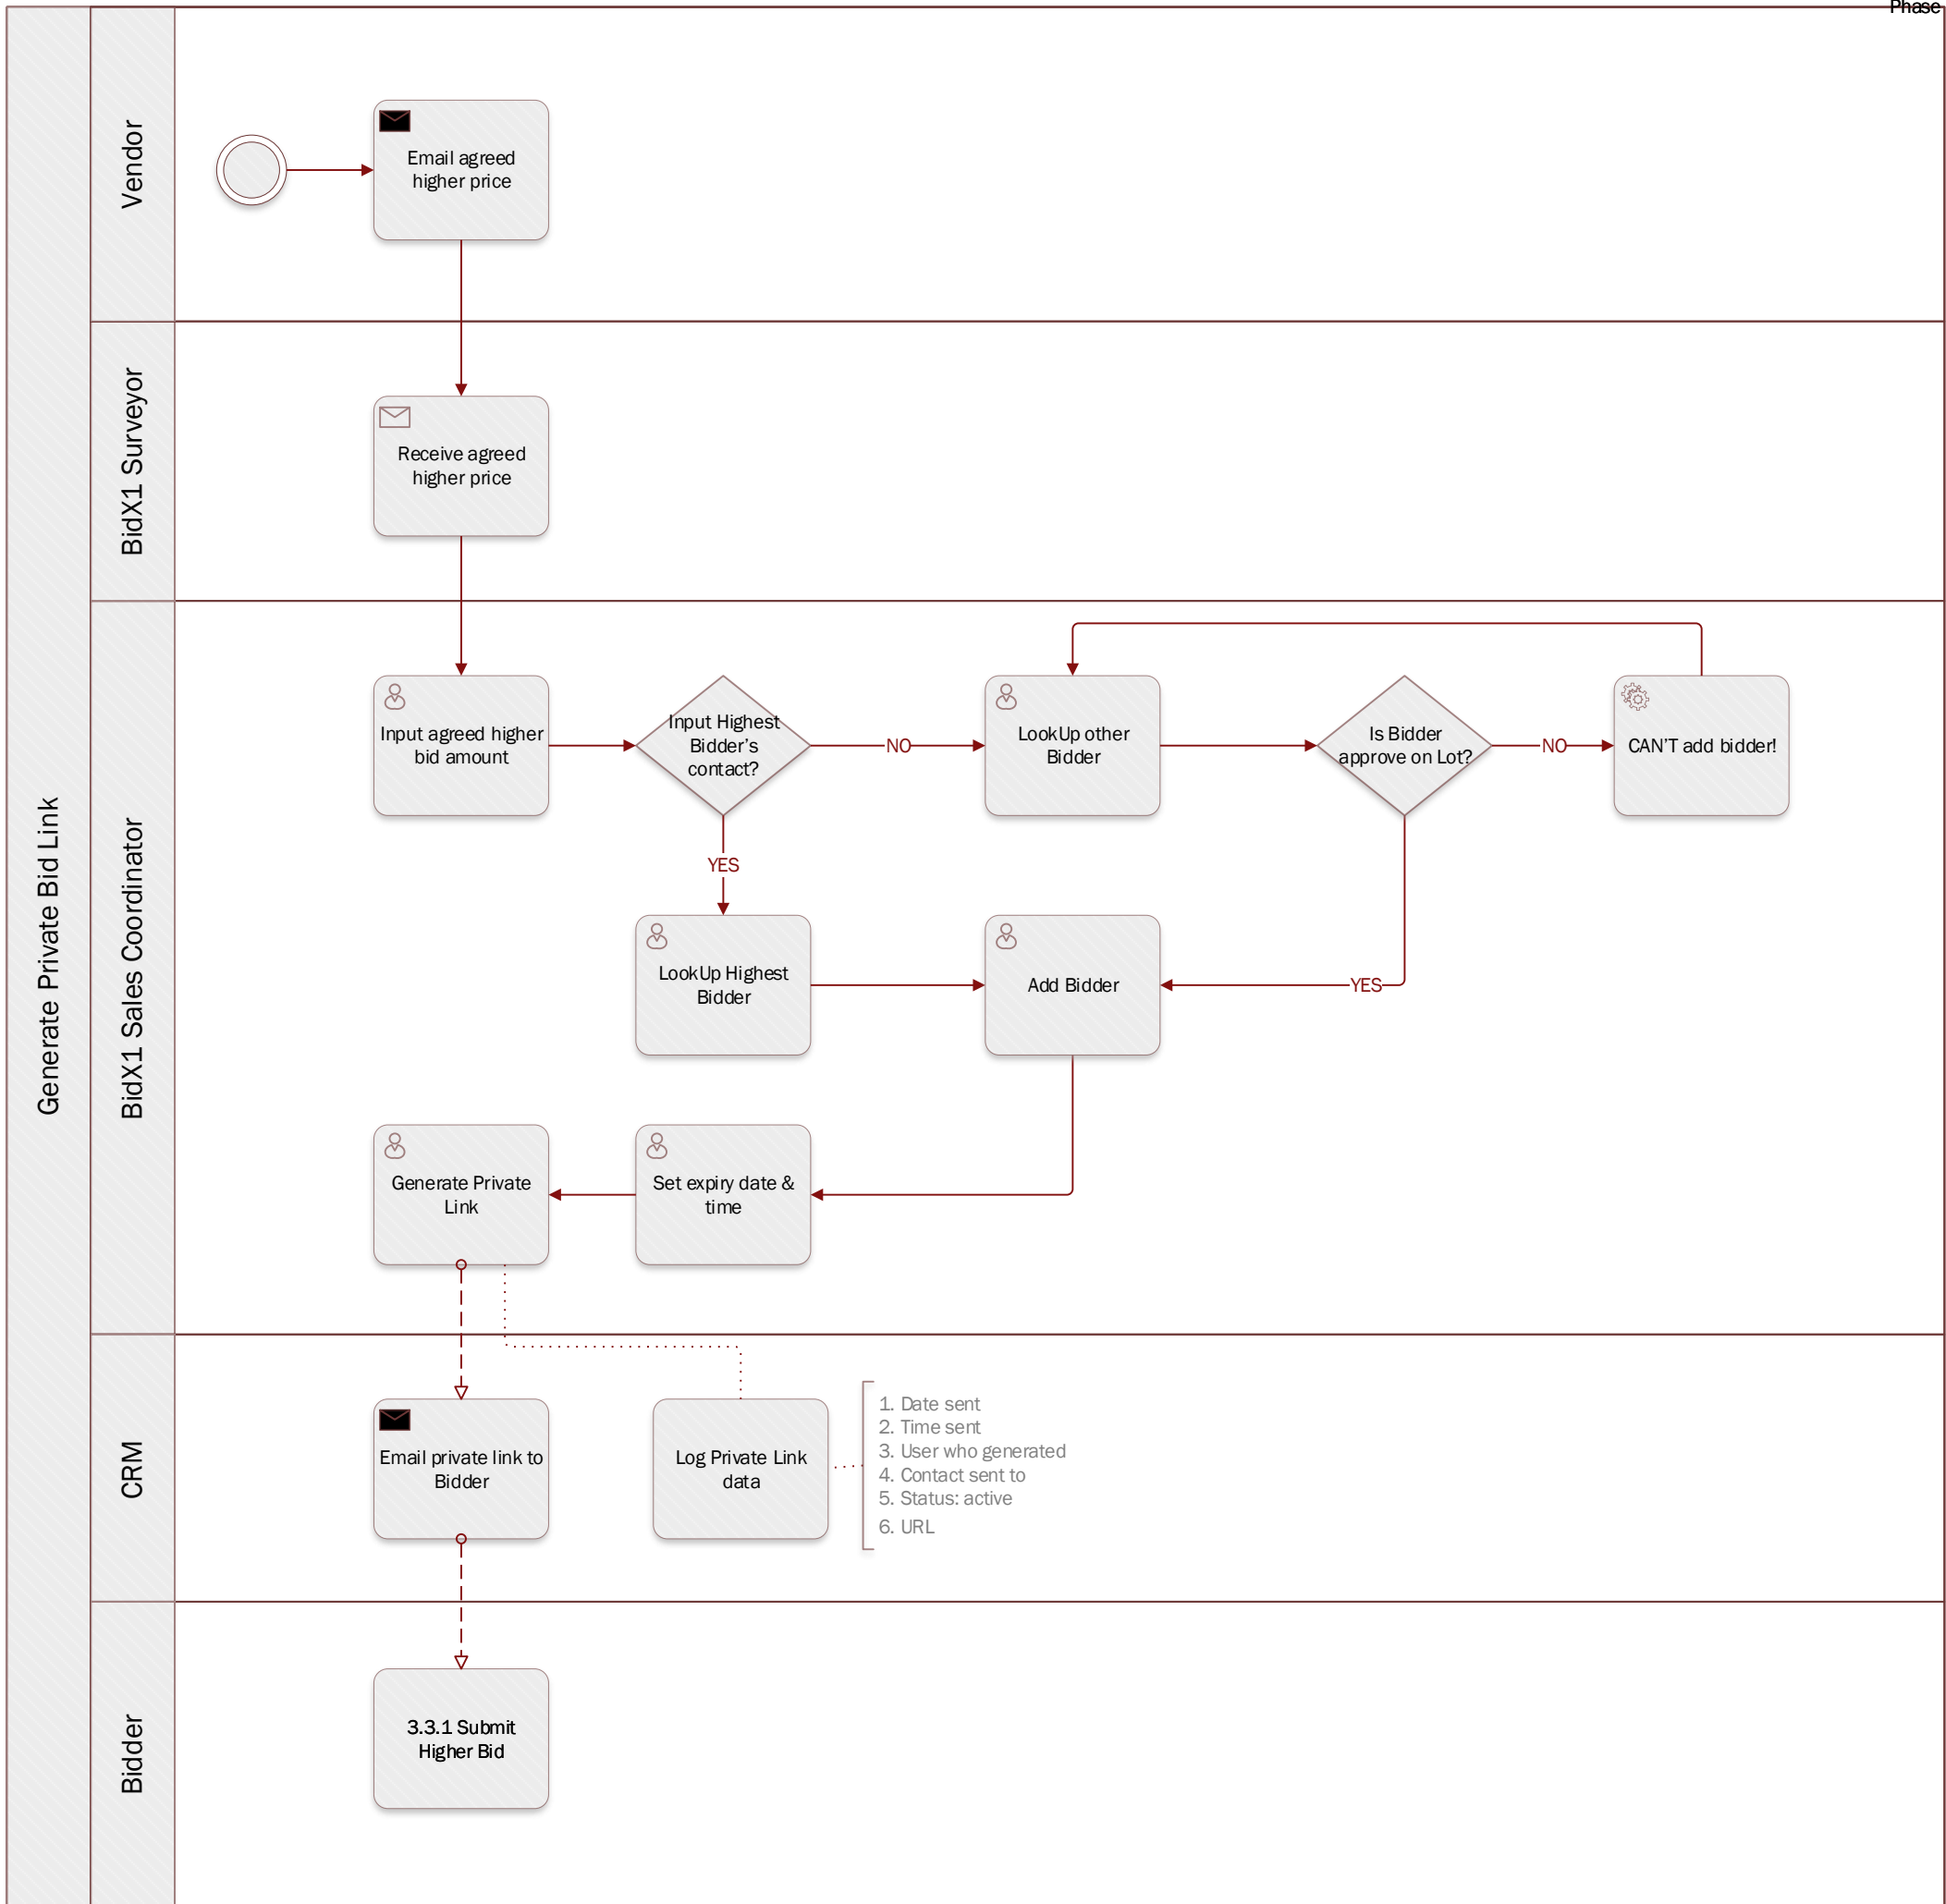 Phase
Generate Private Bid Link
Vendor
Email agreed
higher price
BidX1 Surveyor
Receive agreed
higher price
BidX1 Sales Coordinator
Input agreed higher
bid amount
Input Highest
Bidder’s
contact?
NO
LookUp other
Bidder
Is Bidder
approve on Lot?
NO
CAN’T add bidder!
YES
LookUp Highest
Bidder
Add Bidder
YES
Generate Private
Link
Set expiry date &
time
CRM
Email private link to
Bidder
Log Private Link
data
1. Date sent
2. Time sent
3. User who generated
4. Contact sent to
5. Status: active
6. URL
Bidder
3.3.1 Submit
Higher Bid